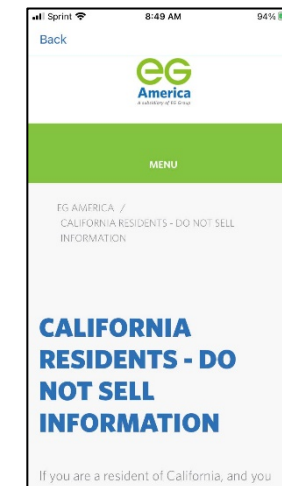 Sprint 8:49 AM 94%
Back
eG
America
A subsidiary of EG Group
MENU
EG AMERICA /
CALIFORNIA RESIDENTS - DO NOT SELL
INFORMATION
CALIFORNIA
RESIDENTS - DO
NOT SELL
INFORMATION
If you are a resident of California, and you